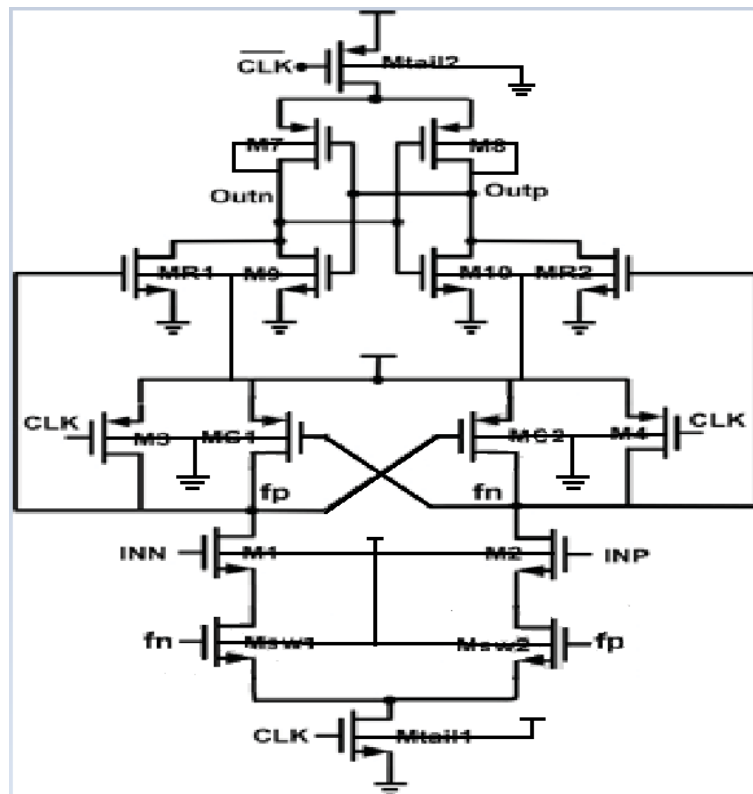 CLK
Mtail2
M7
M8
Outn
Outp
MR1
M9
M10
MR2
CLK
M3
MC1
MC2
M4
CLK
fp
fn
INN
M1
M2
INP
fn
Msw1
Msw2
fp
CLK
Mtail1